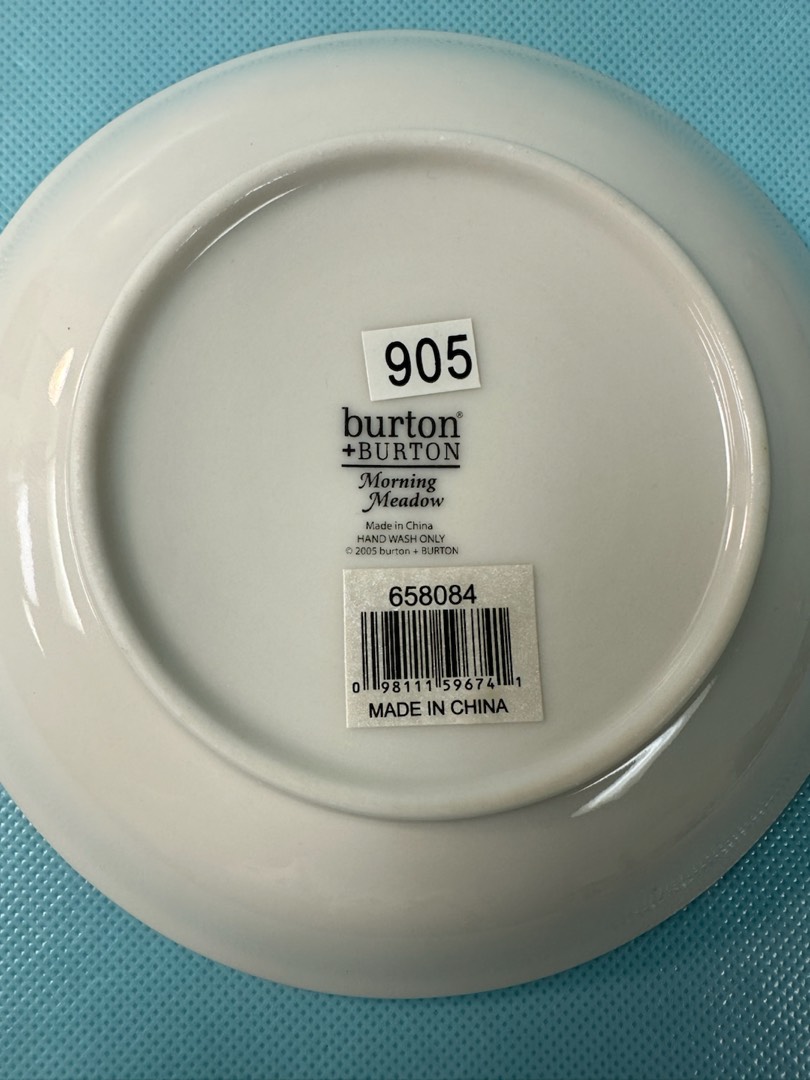 905
burton®
+BURTON
Morning
Meadow
Made in China
HAND WASH ONLY
© 2005 burton + BURTON
658084
0 98111 59674 1
MADE IN CHINA